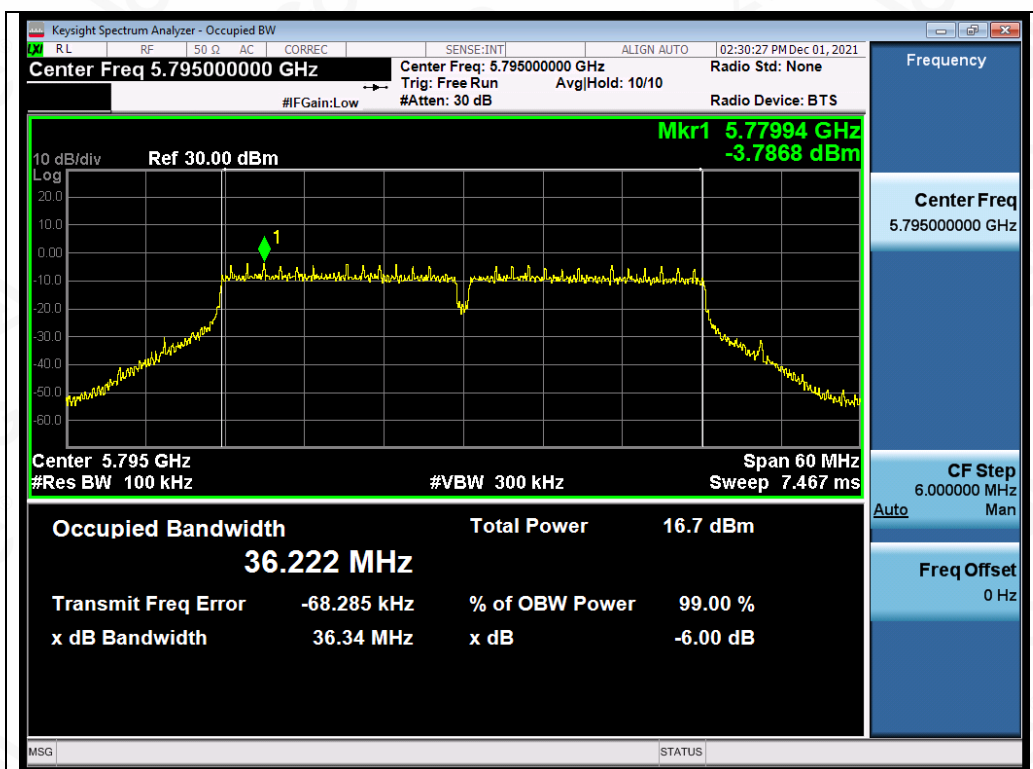 Keysight Spectrum Analyzer - Occupied BW
LXI RL RF 50 Ω AC CORREC SENSE:INT ALIGN AUTO 02:30:27 PM Dec 01, 2021
Center Freq 5.795000000 GHz Center Freq: 5.795000000 GHz Radio Std: None
Trig: Free Run Avg|Hold: 10/10
#IFGain:Low #Atten: 30 dB Radio Device: BTS
Mkr1 5.77994 GHz
-3.7868 dBm
10 dB/div Ref 30.00 dBm
Log
20.0
10.0
1
0.00
-10.0
-20.0
-30.0
-40.0
-50.0
-60.0
Center 5.795 GHz Span 60 MHz
#Res BW 100 kHz #VBW 300 kHz Sweep 7.467 ms
Occupied Bandwidth Total Power 16.7 dBm
36.222 MHz
Transmit Freq Error -68.285 kHz % of OBW Power 99.00 %
x dB Bandwidth 36.34 MHz x dB -6.00 dB
Frequency
Center Freq
5.795000000 GHz
CF Step
6.000000 MHz
Auto Man
Freq Offset
0 Hz
MSG STATUS